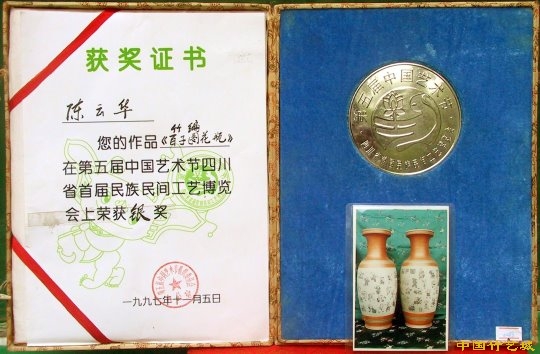 获奖证书
陈云华
您的作品《竹编百子图花瓶》
在第五届中国艺术节四川
省首届民族民间工艺博览
会上荣获银奖
一九九七年十一月五日
第五届中国艺术节
中国竹艺城